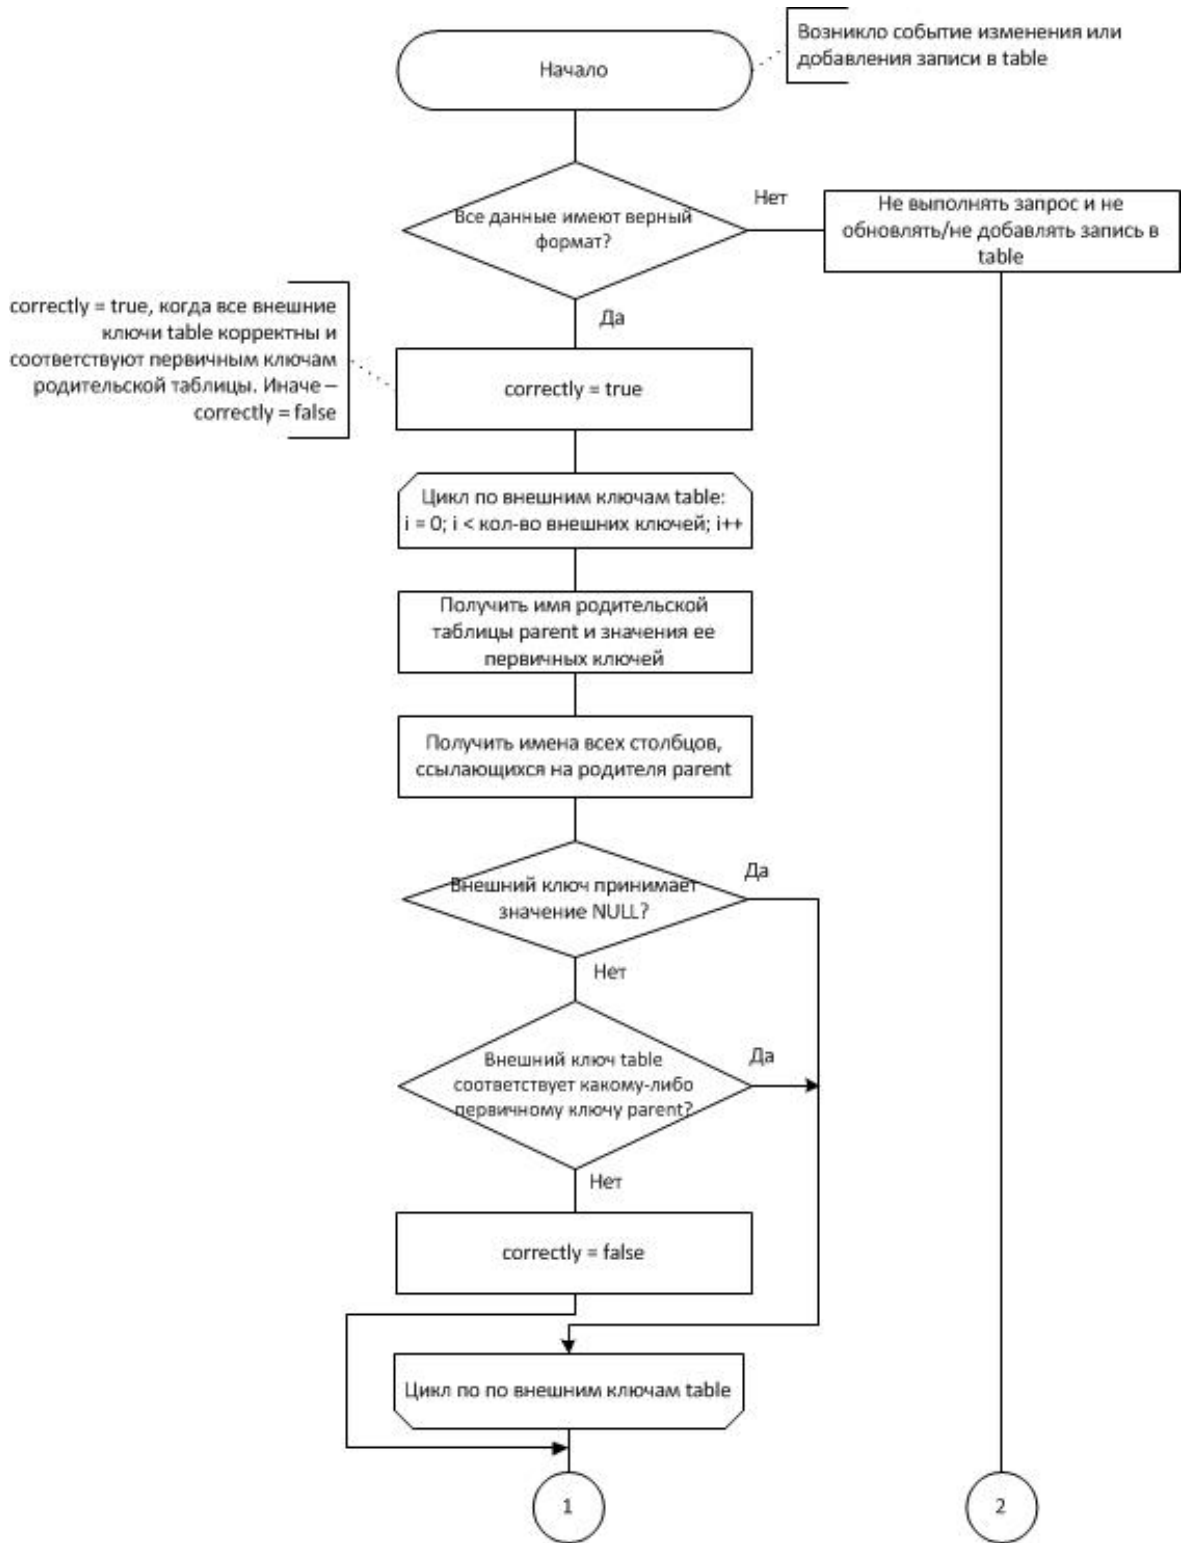 Возникло событие изменения или
добавления записи в table
Начало
Все данные имеют верный
формат?
Нет
Не выполнять запрос и не
обновлять/не добавлять запись в
table
Да
correctly = true, когда все внешние
ключи table корректны и
соответствуют первичным ключам
родительской таблицы. Иначе –
correctly = false
correctly = true
Цикл по внешним ключам table:
i = 0; i < кол-во внешних ключей; i++
Получить имя родительской
таблицы parent и значения ее
первичных ключей
Получить имена всех столбцов,
ссылающихся на родителя parent
Внешний ключ принимает
значение NULL?
Да
Нет
Внешний ключ table
соответствует какому-либо
первичному ключу parent?
Да
Нет
correctly = false
Цикл по по внешним ключам table
1
2